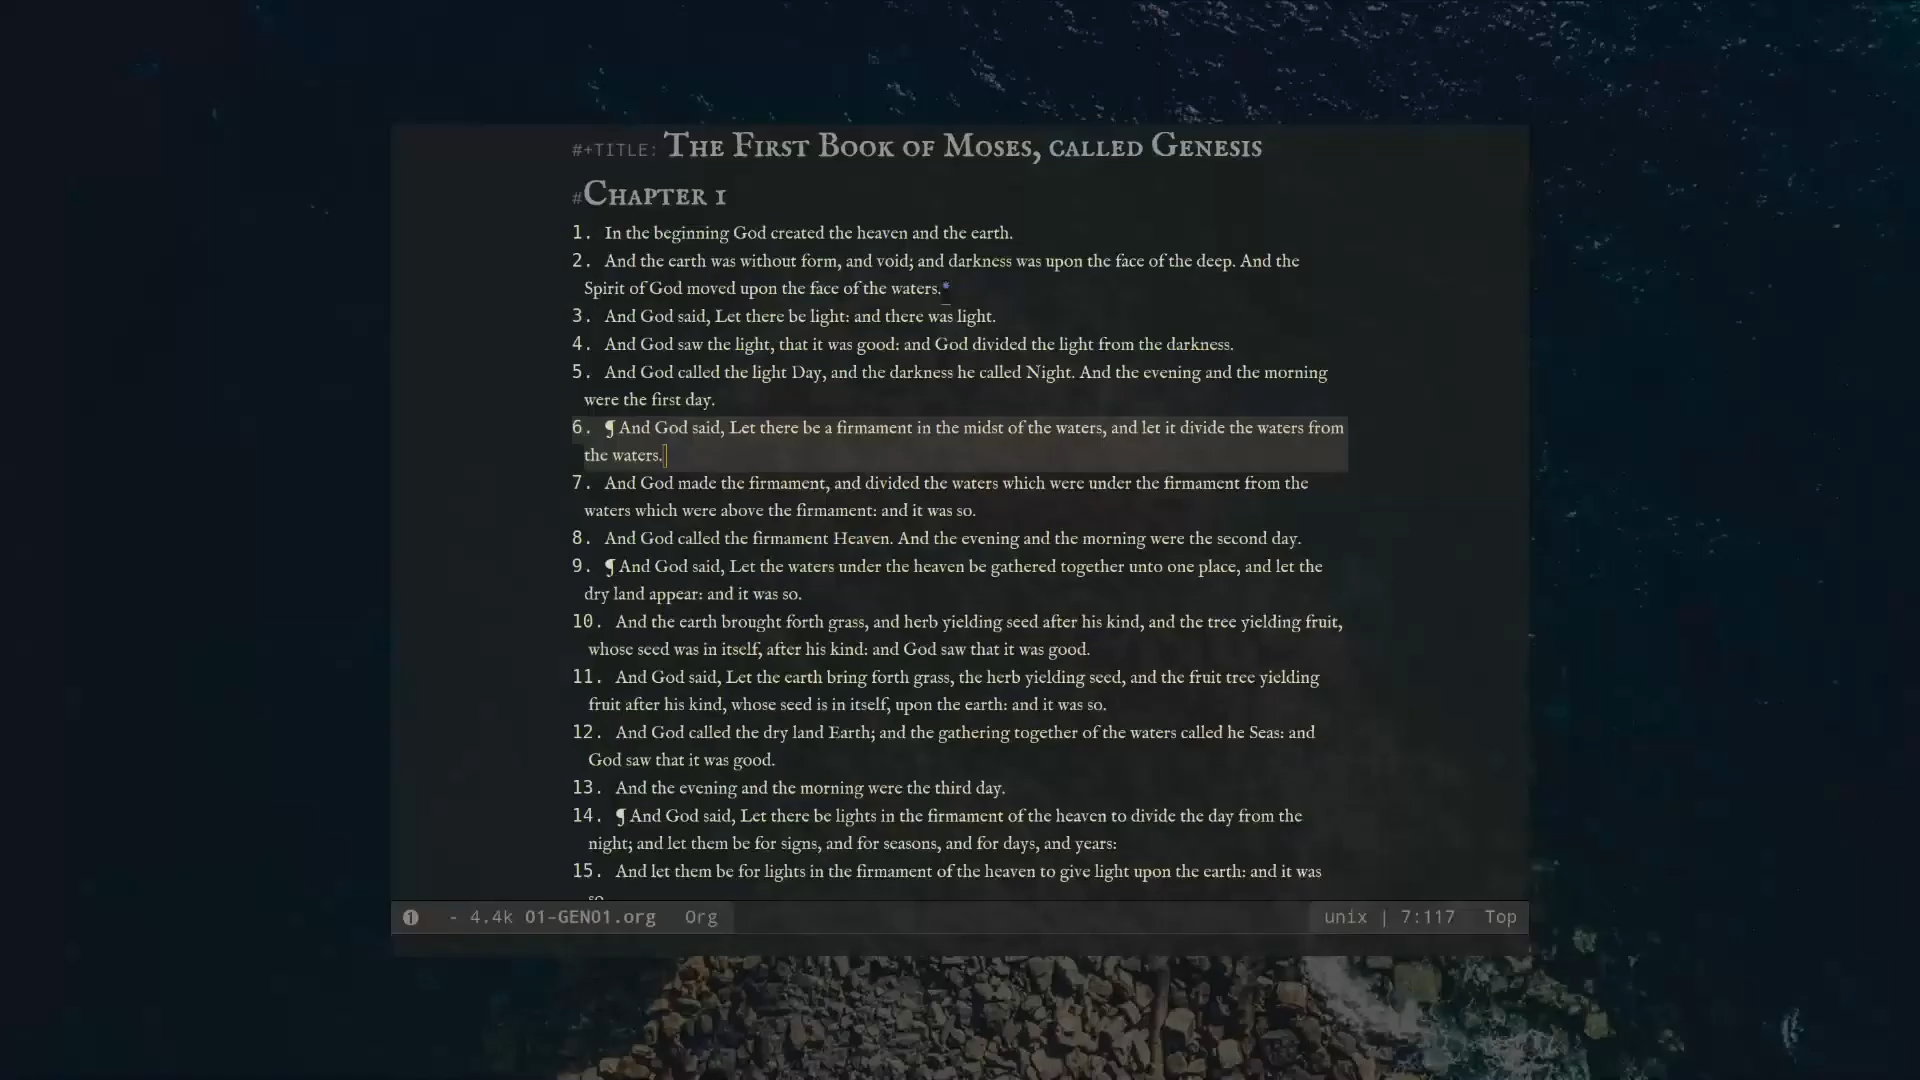 #+TITLE: The First Book of Moses, called Genesis
#Chapter 1
1. In the beginning God created the heaven and the earth.
2. And the earth was without form, and void; and darkness was upon the face of the deep. And the
Spirit of God moved upon the face of the waters.*
3. And God said, Let there be light: and there was light.
4. And God saw the light, that it was good: and God divided the light from the darkness.
5. And God called the light Day, and the darkness he called Night. And the evening and the morning
were the first day.
6. ¶ And God said, Let there be a firmament in the midst of the waters, and let it divide the waters from
the waters.
7. And God made the firmament, and divided the waters which were under the firmament from the
waters which were above the firmament: and it was so.
8. And God called the firmament Heaven. And the evening and the morning were the second day.
9. ¶ And God said, Let the waters under the heaven be gathered together unto one place, and let the
dry land appear: and it was so.
10. And the earth brought forth grass, and herb yielding seed after his kind, and the tree yielding fruit,
whose seed was in itself, after his kind: and God saw that it was good.
11. And God said, Let the earth bring forth grass, the herb yielding seed, and the fruit tree yielding
fruit after his kind, whose seed is in itself, upon the earth: and it was so.
12. And God called the dry land Earth; and the gathering together of the waters called he Seas: and
God saw that it was good.
13. And the evening and the morning were the third day.
14. ¶ And God said, Let there be lights in the firmament of the heaven to divide the day from the
night; and let them be for signs, and for seasons, and for days, and years:
15. And let them be for lights in the firmament of the heaven to give light upon the earth: and it was
so
1 - 4.4k 01-GEN01.org Org unix | 7:117 Top